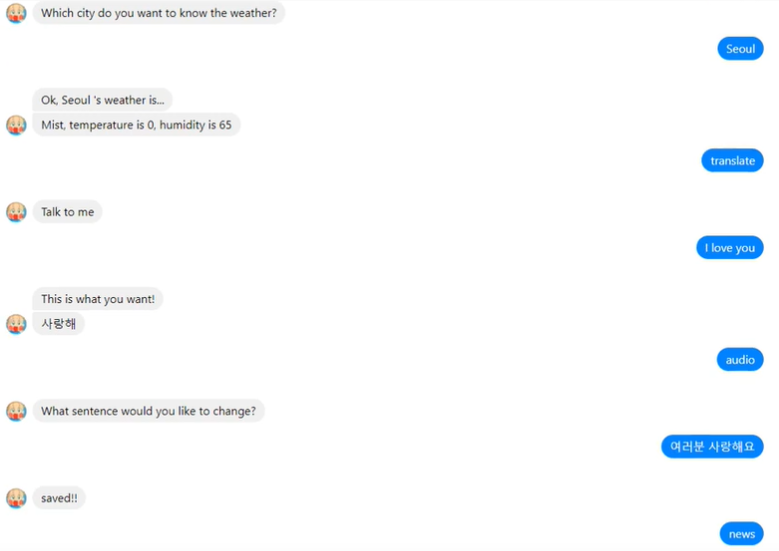 Which city do you want to know the weather?
Seoul
Ok, Seoul 's weather is...
Mist, temperature is 0, humidity is 65
translate
Talk to me
I love you
This is what you want!
사랑해
audio
What sentence would you like to change?
여러분 사랑해요
saved!!
news